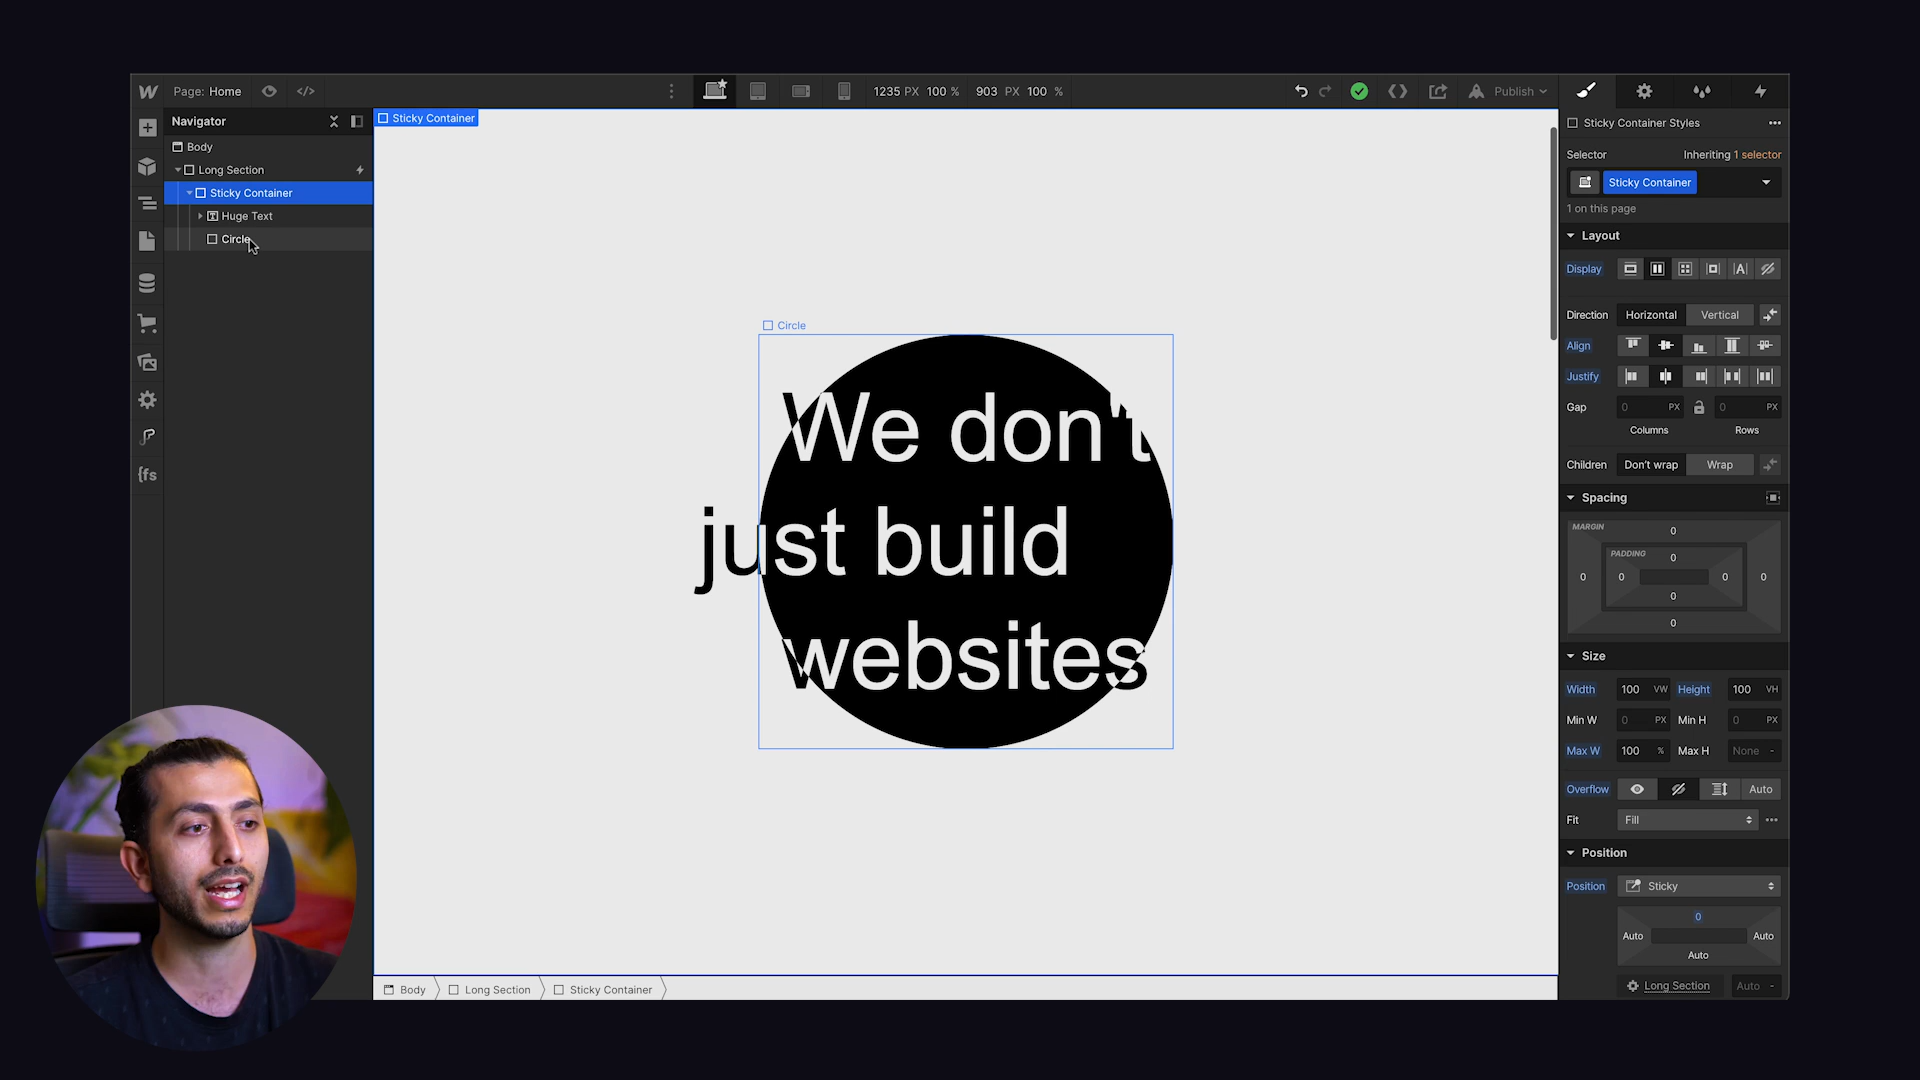 Page: Home
</>
1235 PX 100 % 903 PX 100 %
Publish
Navigator
Body
Long Section
Sticky Container
Huge Text
Circle
{fs
Sticky Container
Circle
We don't
just build
websites
Body
Long Section
Sticky Container
Sticky Container Styles
Selector
Inheriting 1 selector
Sticky Container
1 on this page
Layout
Display
Direction Horizontal Vertical
Align
Justify
Gap 0 PX 0 PX
Columns Rows
Children Don't wrap Wrap
Spacing
MARGIN
0
PADDING
0
0 0 0 0
0
0
Size
Width 100 VW Height 100 VH
Min W 0 PX Min H 0 PX
Max W 100 % Max H None -
Overflow Auto
Fit Fill
Position
Position Sticky
0
Auto Auto
Auto
Long Section Auto -